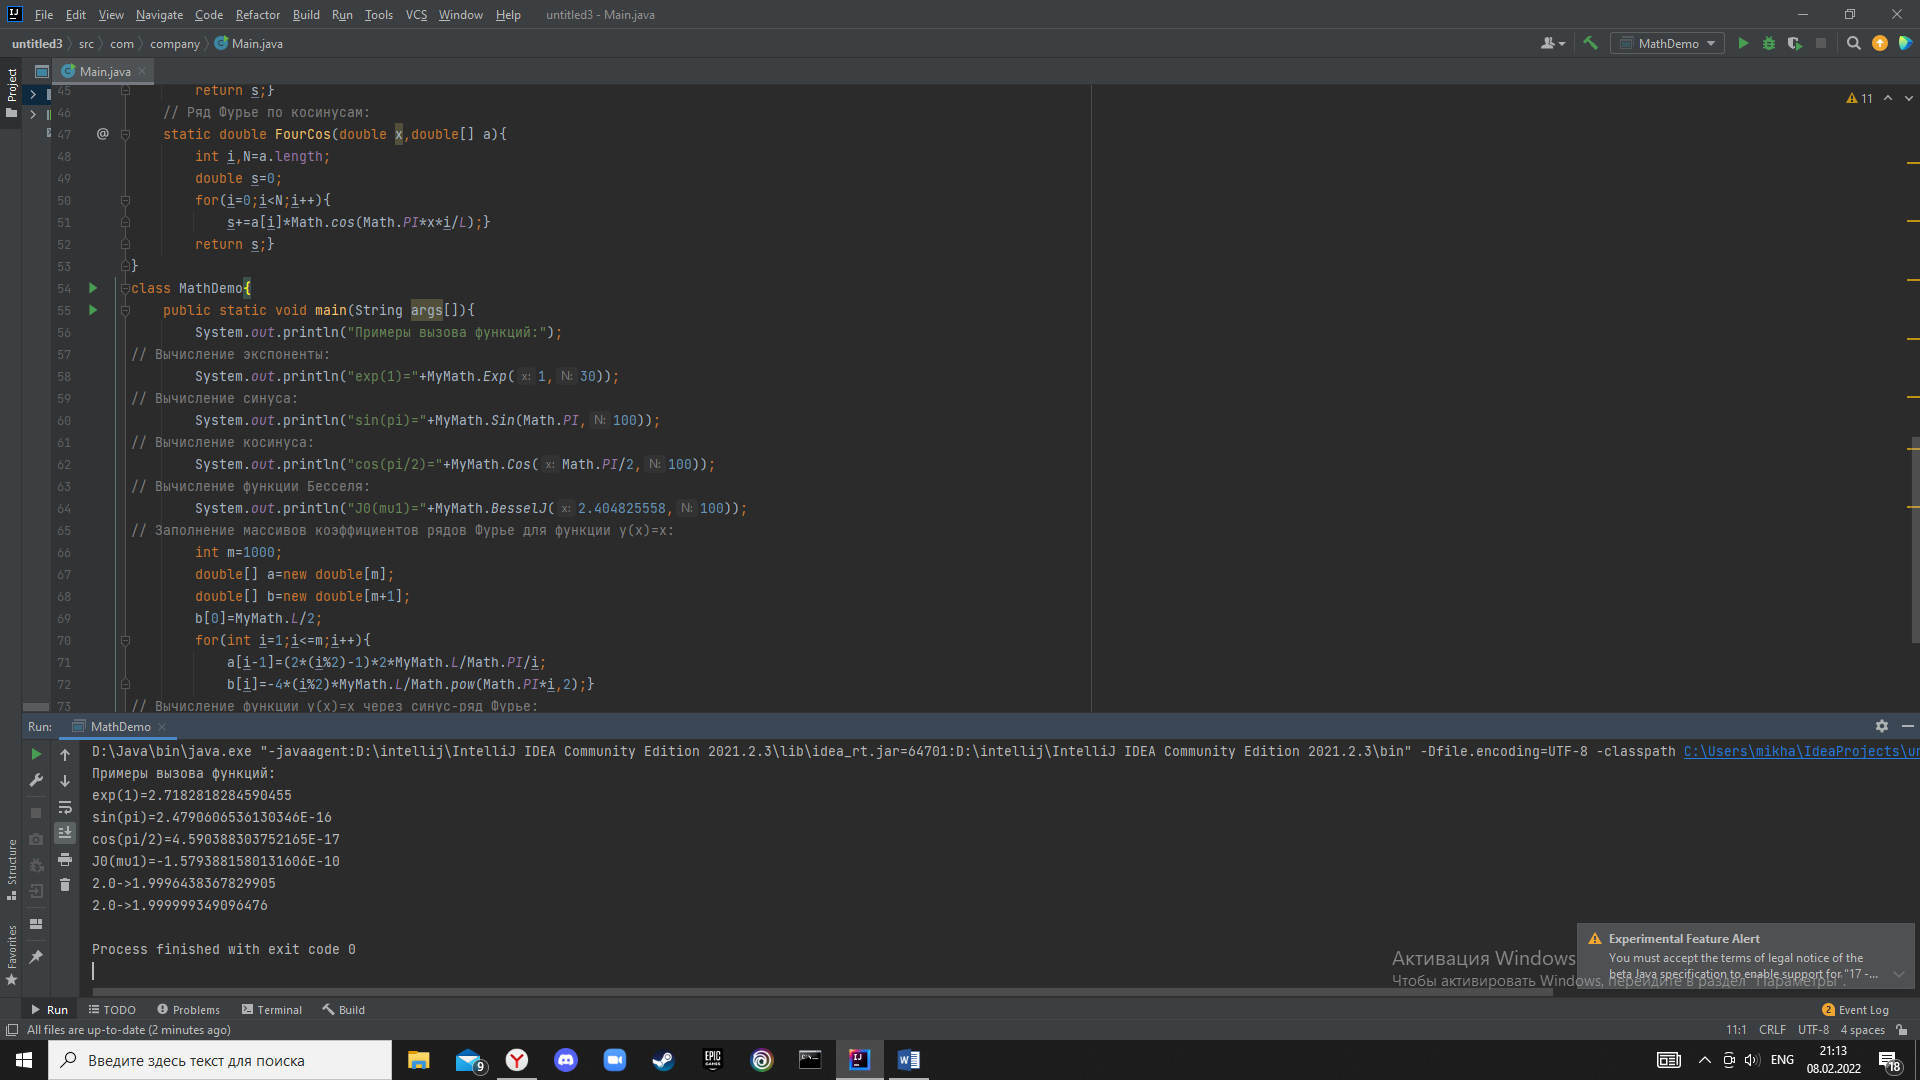 File Edit View Navigate Code Refactor Build Run Tools VCS Window Help untitled3 - Main.java
untitled3 src com company Main.java MathDemo
Project
Main.java
11
45 return s;}
46 // Ряд Фурье по косинусам:
47 @ static double FourCos(double x,double[] a){
48 int i,N=a.length;
49 double s=0;
50 for(i=0;i<N;i++){
51 s+=a[i]*Math.cos(Math.PI*x*i/L);}
52 return s;}
53 }
54 class MathDemo{
55 public static void main(String args[]){
56 System.out.println("Примеры вызова функций:");
57 // Вычисление экспоненты:
58 System.out.println("exp(1)="+MyMath.Exp( x: 1, N: 30));
59 // Вычисление синуса:
60 System.out.println("sin(pi)="+MyMath.Sin(Math.PI, N: 100));
61 // Вычисление косинуса:
62 System.out.println("cos(pi/2)="+MyMath.Cos( x: Math.PI/2, N: 100));
63 // Вычисление функции Бесселя:
64 System.out.println("J0(mu1)="+MyMath.BesselJ( x: 2.404825558, N: 100));
65 // Заполнение массивов коэффициентов рядов Фурье для функции y(x)=x:
66 int m=1000;
67 double[] a=new double[m];
68 double[] b=new double[m+1];
69 b[0]=MyMath.L/2;
70 for(int i=1;i<=m;i++){
71 a[i-1]=(2*(i%2)-1)*2*MyMath.L/Math.PI/i;
72 b[i]=-4*(i%2)*MyMath.L/Math.pow(Math.PI*i,2);}
73 // Вычисление функции y(x)=x через синус-ряд Фурье:
Run: MathDemo
D:\Java\bin\java.exe "-javaagent:D:\intellij\IntelliJ IDEA Community Edition 2021.2.3\lib\idea_rt.jar=64701:D:\intellij\IntelliJ IDEA Community Edition 2021.2.3\bin" -Dfile.encoding=UTF-8 -classpath C:\Users\mikha\IdeaProjects\un
Примеры вызова функций:
exp(1)=2.7182818284590455
sin(pi)=2.4790606536130346E-16
cos(pi/2)=4.590388303752165E-17
J0(mu1)=-1.5793881580131606E-10
2.0->1.9996438367829905
2.0->1.999999349096476
Process finished with exit code 0
Structure
Favorites
Активация Windows
Чтобы активировать Windows, перейдите в раздел "Параметры".
Experimental Feature Alert
You must accept the terms of legal notice of the
beta Java specification to enable support for "17 -...
Run TODO Problems Terminal Build 2 Event Log
All files are up-to-date (2 minutes ago) 11:1 CRLF UTF-8 4 spaces
Введите здесь текст для поиска 9 EPIC GAMES ENG 21:13
08.02.2022 18